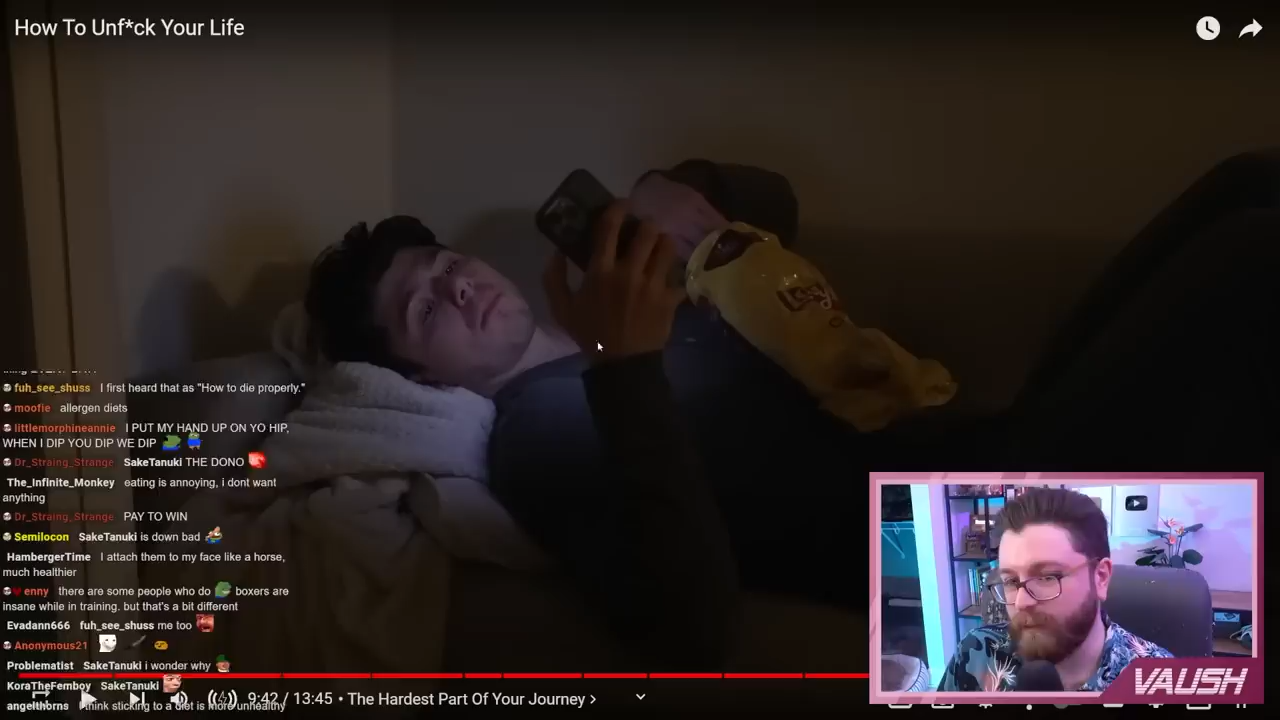 How To Unf*ck Your Life
Lay's
fuh_see_shuss I first heard that as "How to die properly."
moofie allergen diets
littlemorphineannie I PUT MY HAND UP ON YO HIP,
WHEN I DIP YOU DIP WE DIP
Dr_Straing_Strange SakeTanuki THE DONO
The_Infinite_Monkey eating is annoying, i dont want
anything
Dr_Straing_Strange PAY TO WIN
Semilocon SakeTanuki is down bad
HambergerTime I attach them to my face like a horse,
much healthier
enny there are some people who do boxers are
insane while in training. but that's a bit different
Evadann666 fuh_see_shuss me too
Anonymous21
Problematist SakeTanuki i wonder why
KoraTheFemboy SakeTanuki
angelthorns I think sticking to a diet is more unhealthy
9:42 / 13:45 • The Hardest Part Of Your Journey >
VAUSH